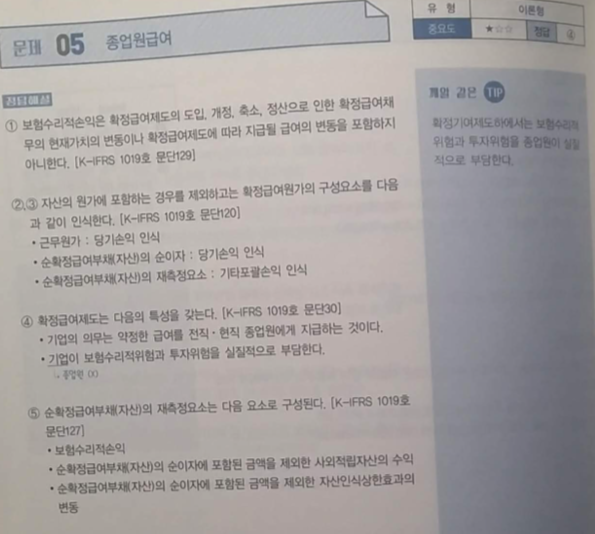 유 형 이론형
중요도 ★☆☆ 정답 ④
문제 05 종업원급여
정답해설
① 보험수리적손익은 확정급여제도의 도입, 개정, 축소, 정산으로 인한 확정급여채
무의 현재가치의 변동이나 확정급여제도에 따라 지급될 급여의 변동을 포함하지
아니한다. [K-IFRS 1019호 문단129]
②,③ 자산의 원가에 포함하는 경우를 제외하고는 확정급여원가의 구성요소를 다음
과 같이 인식한다. [K-IFRS 1019호 문단120]
• 근무원가 : 당기손익 인식
• 순확정급여부채(자산)의 순이자 : 당기손익 인식
• 순확정급여부채(자산)의 재측정요소 : 기타포괄손익 인식
④ 확정급여제도는 다음의 특성을 갖는다. [K-IFRS 1019호 문단30]
• 기업의 의무는 약정한 급여를 전직·현직 종업원에게 지급하는 것이다.
• 기업이 보험수리적위험과 투자위험을 실질적으로 부담한다.
↳ 종업원 (X)
⑤ 순확정급여부채(자산)의 재측정요소는 다음 요소로 구성된다. [K-IFRS 1019호
문단127]
• 보험수리적손익
• 순확정급여부채(자산)의 순이자에 포함된 금액을 제외한 사외적립자산의 수익
• 순확정급여부채(자산)의 순이자에 포함된 금액을 제외한 자산인식상한효과의
변동
같은 TIP
확정기여제도하에서는 보험수리적
위험과 투자위험을 종업원이 실질
적으로 부담한다.